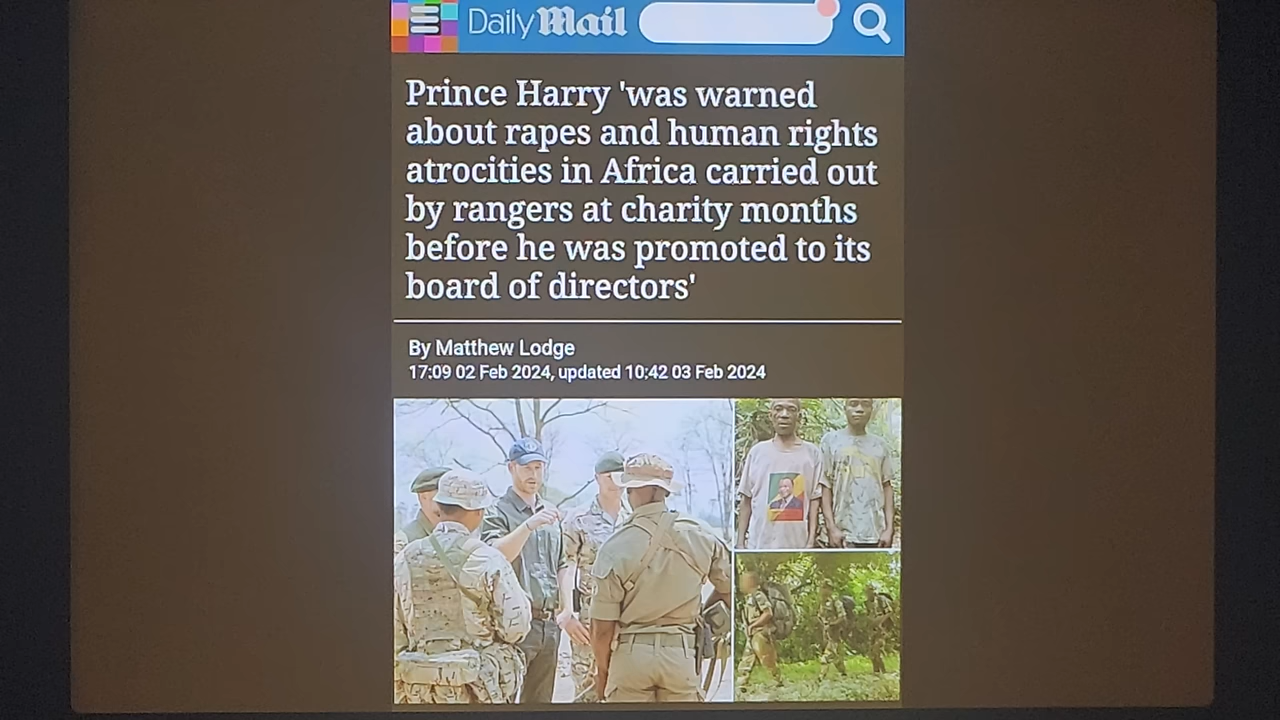 Daily Mail
Prince Harry 'was warned
about rapes and human rights
atrocities in Africa carried out
by rangers at charity months
before he was promoted to its
board of directors'
By Matthew Lodge
17:09 02 Feb 2024, updated 10:42 03 Feb 2024